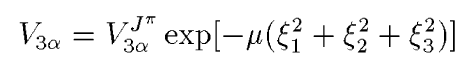 $V_{3\alpha} = V_{3\alpha}^{J^{\pi}} \exp[-\mu(\xi_1^2 + \xi_2^2 + \xi_3^2)]$